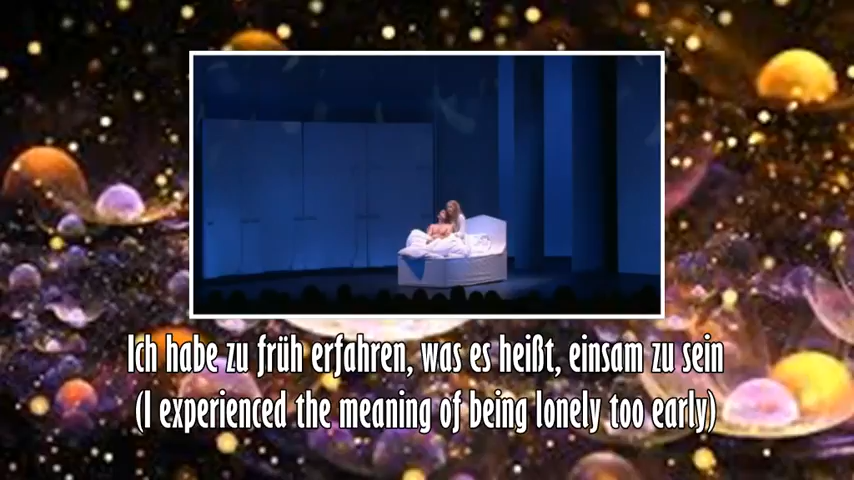 Ich habe zu früh erfahren, was es heißt, einsam zu sein
(I experienced the meaning of being lonely too early)